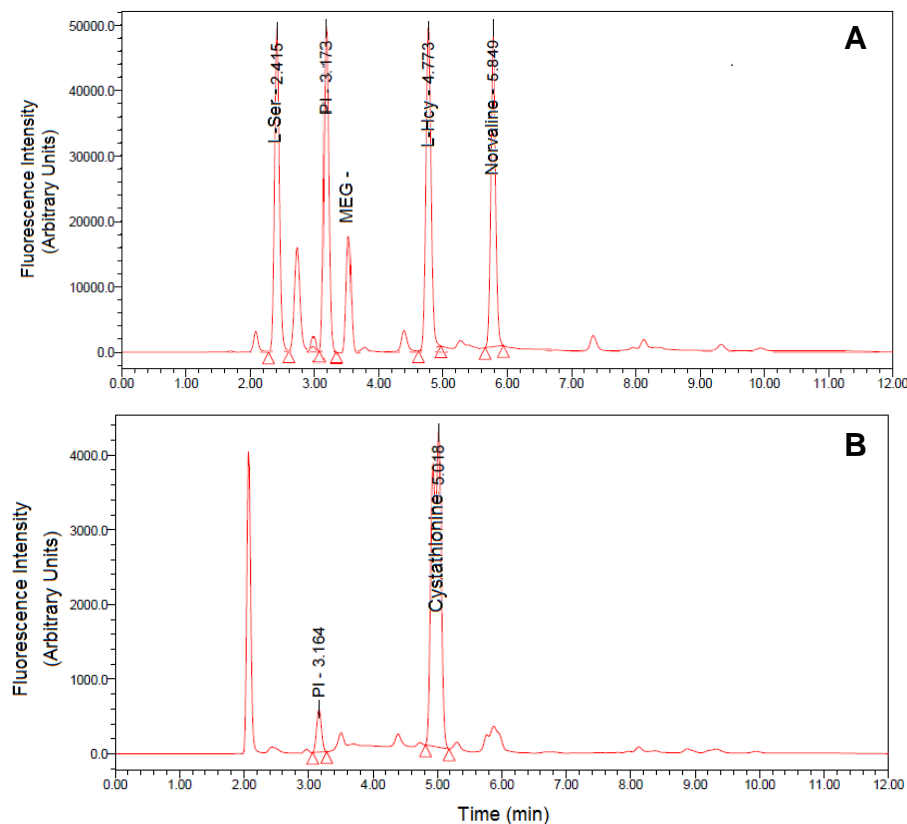 A
Fluorescence Intensity
(Arbitrary Units)
50000.0
40000.0
30000.0
20000.0
10000.0
0.0
L-Ser - 2.415
PI - 3.173
MEG -
L-Hcy - 4.773
Norvaline - 5.849
0.00 1.00 2.00 3.00 4.00 5.00 6.00 7.00 8.00 9.00 10.00 11.00 12.00
B
Fluorescence Intensity
(Arbitrary Units)
4000.0
3000.0
2000.0
1000.0
0.0
PI - 3.164
Cystathionine 5.018
0.00 1.00 2.00 3.00 4.00 5.00 6.00 7.00 8.00 9.00 10.00 11.00 12.00
Time (min)